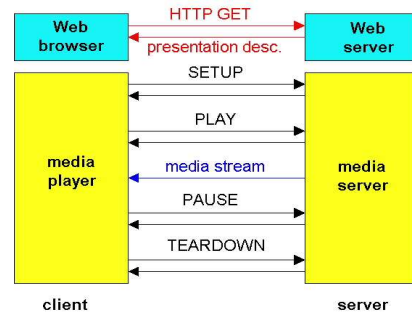 HTTP GET
Web
browser
Web
server
presentation desc.
SETUP
PLAY
media
player
media stream
media
server
PAUSE
TEARDOWN
client
server